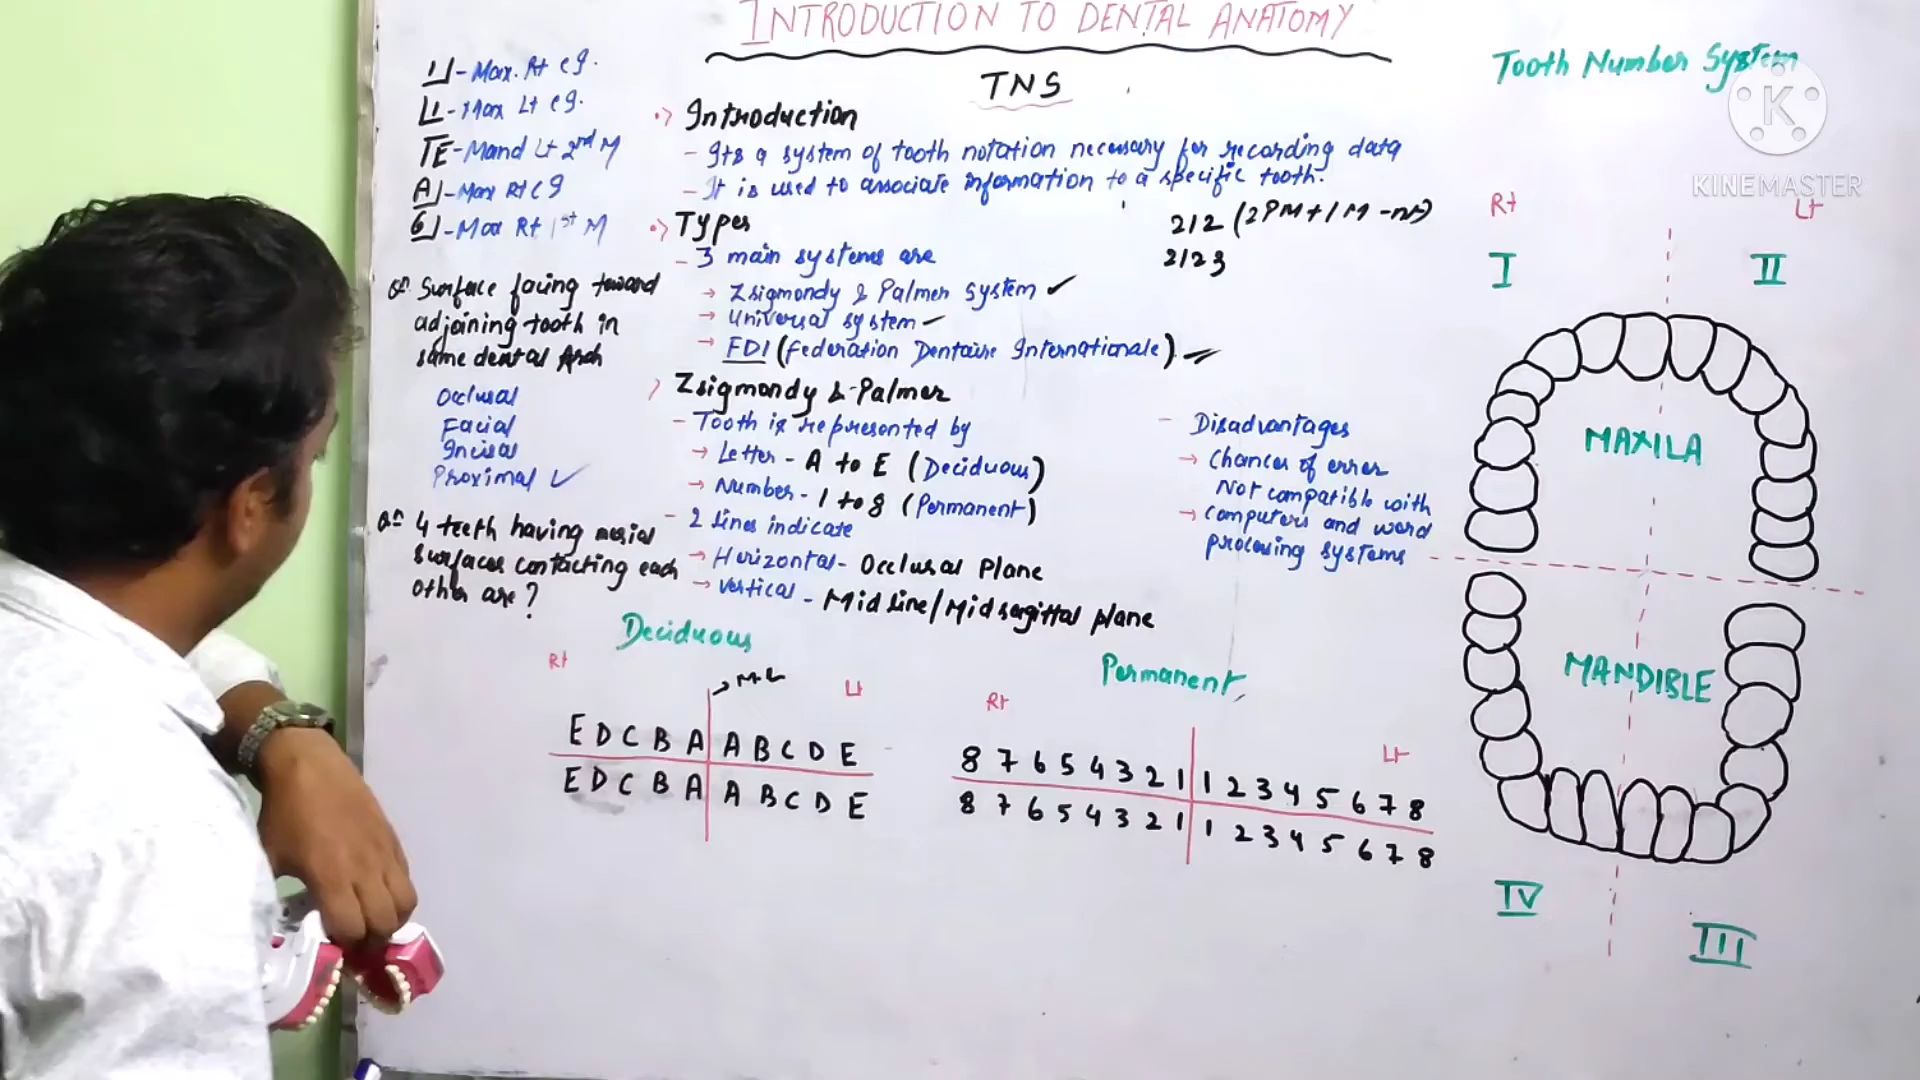 INTRODUCTION TO DENTAL ANATOMY
TNS
1 - Max. Rt
1 - Max Lt
E - Mand Lt 2nd M
A - Max Rt
6 - Max Rt 1st M
Qn Surface facing toward
adjoining tooth in
same dental Arch
Occlusal
Facial
Incisal
Proximal ✓
Qn 4 teeth having mesial
surfaces contacting each
other are?
Introduction
- Its a system of tooth notation necessary for recording data
- It is used to associate information to a specific tooth.
Types
- 3 main systems are
→ Zsigmondy & Palmer system ✓
→ Universal system
→ FDI (Federation Dentaire Internationale)
212 (2PM + 1M
2123
Zsigmondy & Palmer
- Tooth is represented by
→ Letter - A to E (Deciduous)
→ Number - 1 to 8 (Permanent)
- 2 lines indicate
→ Horizontal - Occlusal Plane
→ Vertical - Midline/Midsagittal plane
- Disadvantages
→ Chances of error
Not compatible with
→ computers and word
processing systems
Deciduous
Rt
Lt
E D C B A A B C D E
E D C B A A B C D E
Permanent
Rt
Lt
8 7 6 5 4 3 2 1 1 2 3 4 5 6 7 8
8 7 6 5 4 3 2 1 1 2 3 4 5 6 7 8
Tooth Number System
K
KINEMASTER
Rt
Lt
I
II
MAXILA
MANDIBLE
IV
III